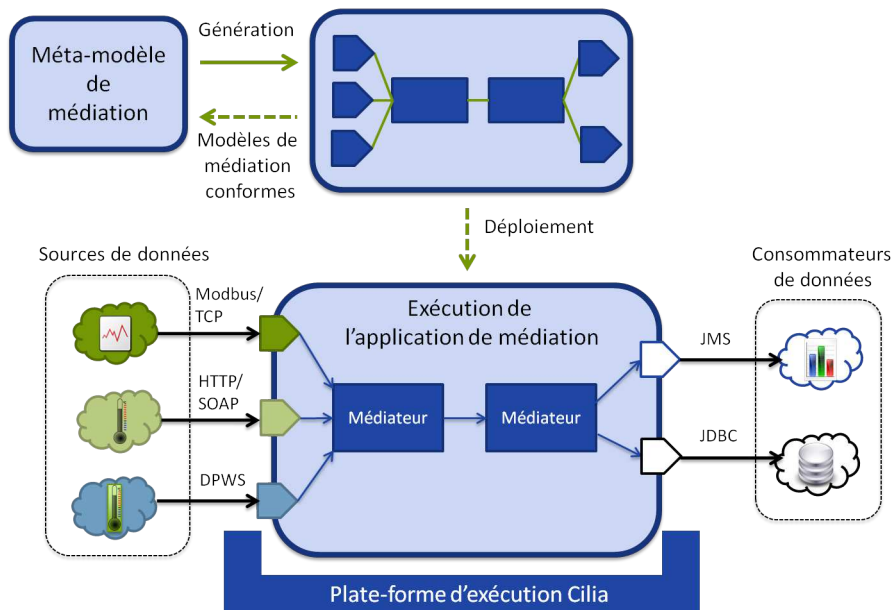 Méta-modèle
de
médiation
Génération
Modèles de
médiation
conformes
Déploiement
Sources de données
Consommateurs
de données
Modbus/
TCP
HTTP/
SOAP
DPWS
Exécution de
l'application de médiation
Médiateur
Médiateur
JMS
JDBC
Plate-forme d'exécution Cilia